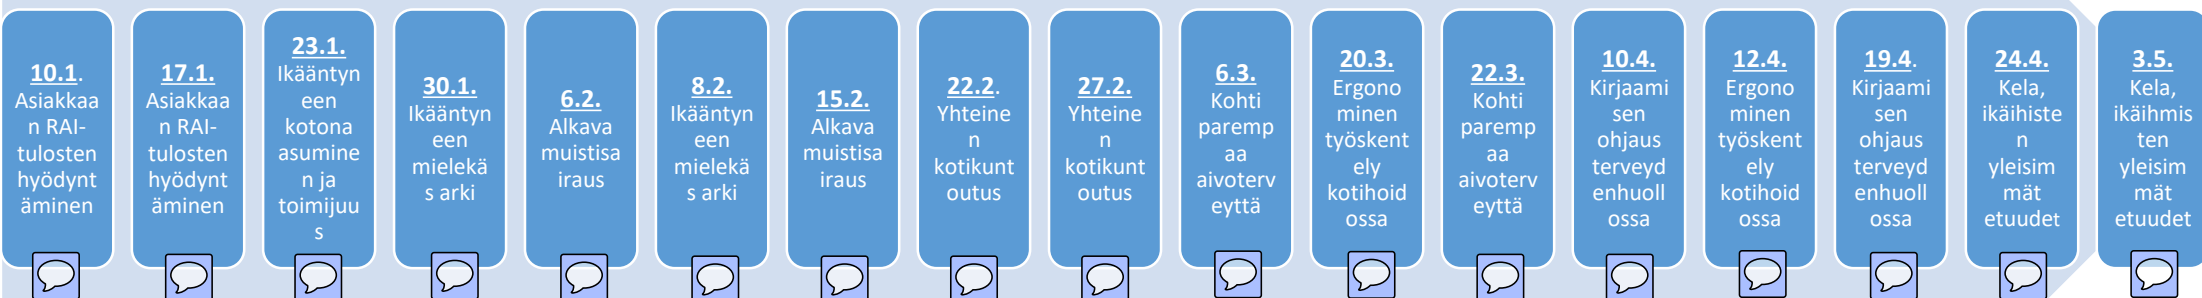 10.1.
Asiakkaa
n RAI-
tulosten
hyödynt
äminen
17.1.
Asiakkaa
n RAI-
tulosten
hyödynt
äminen
23.1.
Ikääntyn
een
kotona
asumine
n ja
toimijuu
s
30.1.
Ikääntyn
een
mielekä
s arki
6.2.
Alkava
muistisa
iraus
8.2.
Ikääntyn
een
mielekä
s arki
15.2.
Alkava
muistisa
iraus
22.2.
Yhteine
n
kotikunt
outus
27.2.
Yhteine
n
kotikunt
outus
6.3.
Kohti
paremp
aa
aivoterv
eyttä
20.3.
Ergono
minen
työskent
ely
kotihoid
ossa
22.3.
Kohti
paremp
aa
aivoterv
eyttä
10.4.
Kirjaami
sen
ohjaus
terveyd
enhuoll
ossa
12.4.
Ergono
minen
työskent
ely
kotihoid
ossa
19.4.
Kirjaami
sen
ohjaus
terveyd
enhuoll
ossa
24.4.
Kela,
ikäihiste
n
yleisim
mät
etuudet
3.5.
Kela,
ikäihmis
ten
yleisim
mät
etuudet